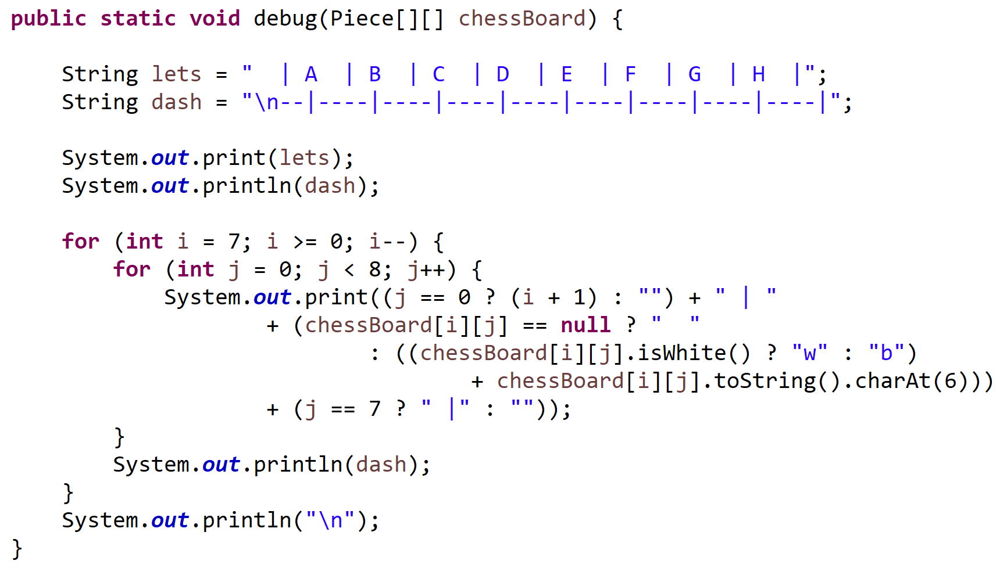 public static void debug(Piece[][] chessBoard) {

    String lets = "  | A  | B  | C  | D  | E  | F  | G  | H  |";
    String dash = "\n--|----|----|----|----|----|----|----|----|";

    System.out.print(lets);
    System.out.println(dash);

    for (int i = 7; i >= 0; i--) {
        for (int j = 0; j < 8; j++) {
            System.out.print((j == 0 ? (i + 1) : "") + " | "
                    + (chessBoard[i][j] == null ? "  "
                            : ((chessBoard[i][j].isWhite() ? "w" : "b")
                                    + chessBoard[i][j].toString().charAt(6)))
                    + (j == 7 ? " |" : ""));
        }
        System.out.println(dash);
    }
    System.out.println("\n");
}